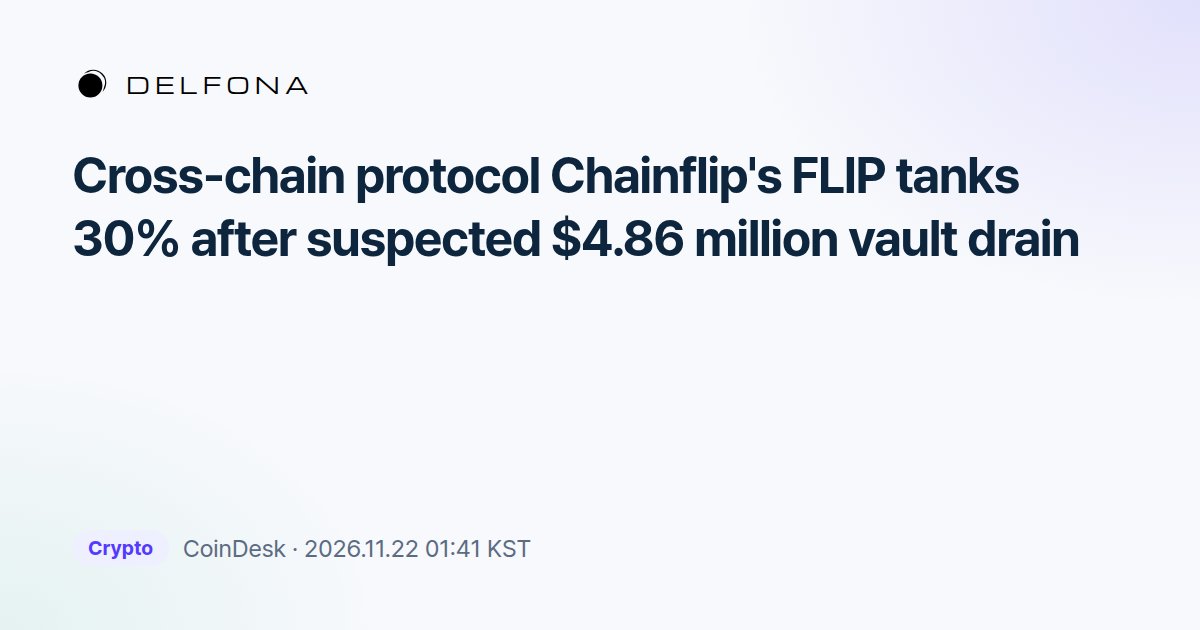 DELFONA
Cross-chain protocol Chainflip's FLIP tanks
30% after suspected $4.86 million vault drain
Crypto CoinDesk · 2026.11.22 01:41 KST